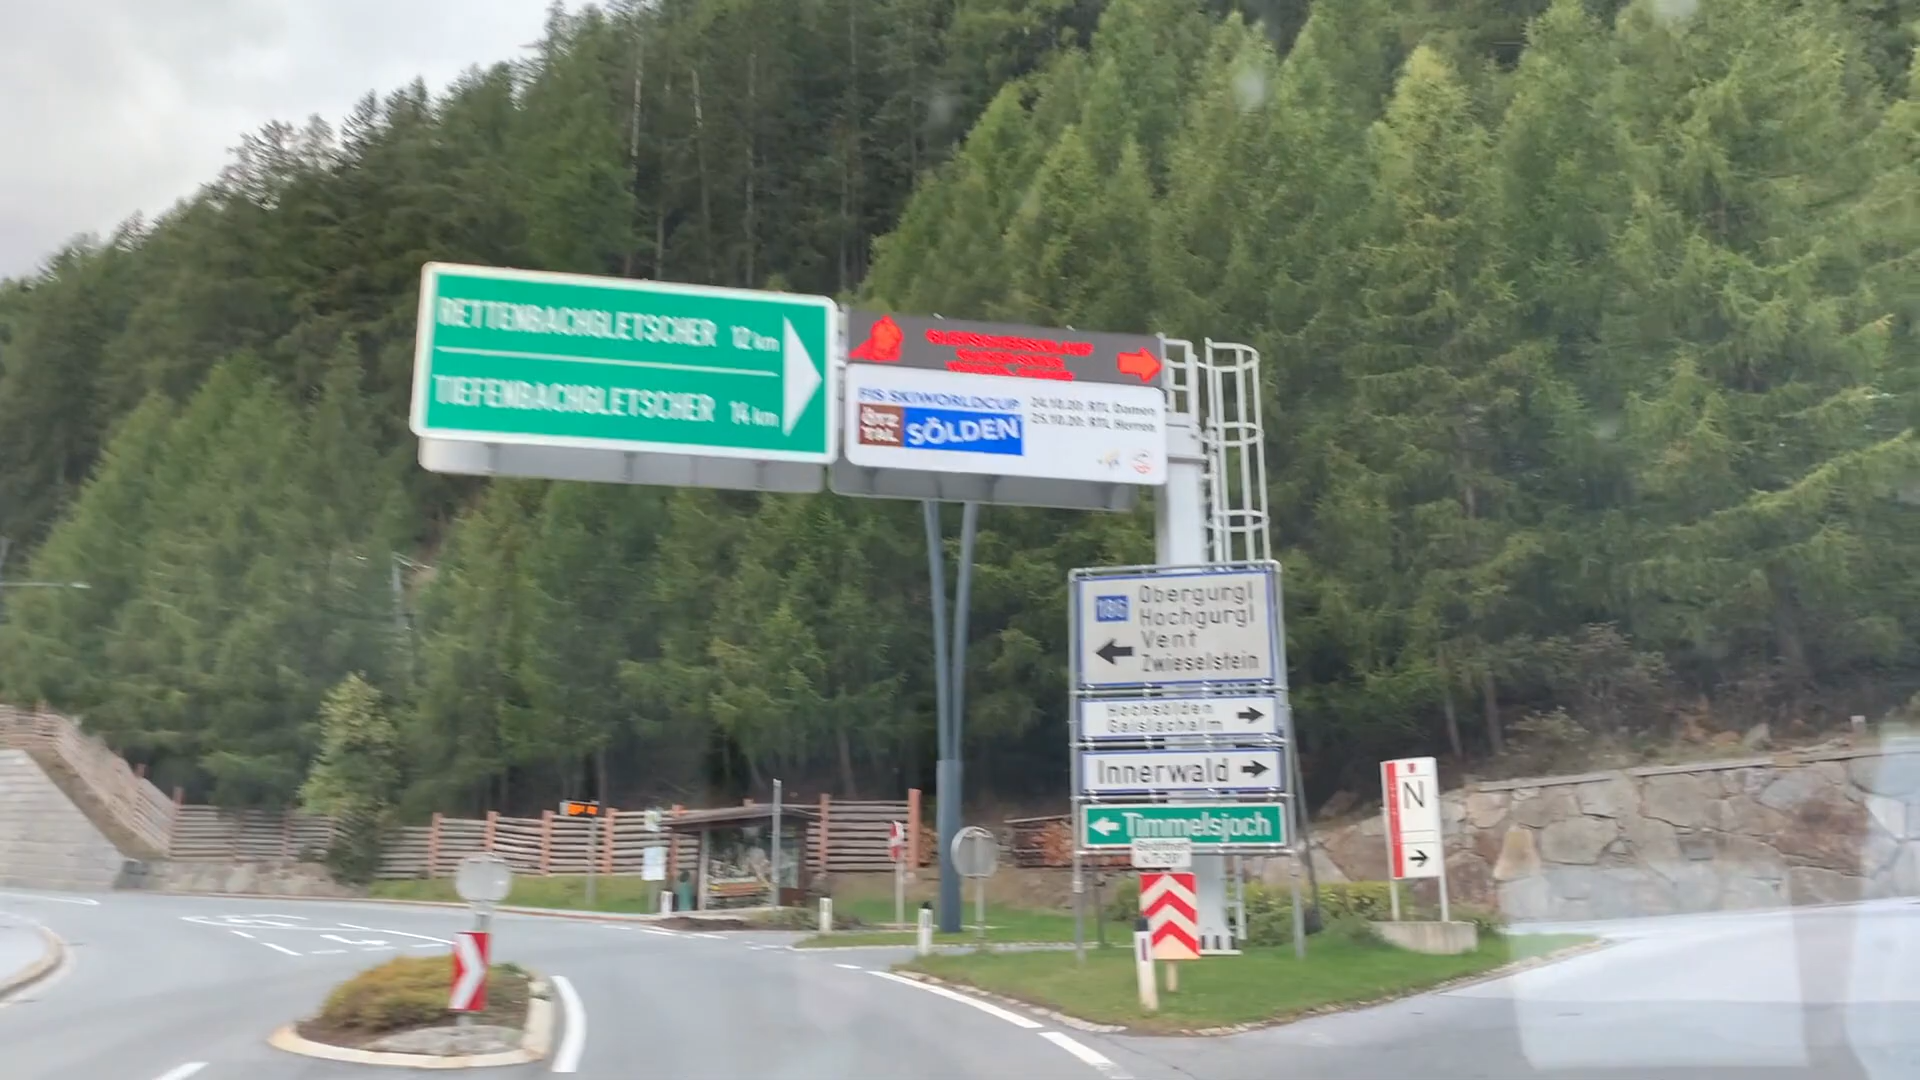 RETTENBACHGLETSCHER 12 km
TIEFENBACHGLETSCHER 14 km
FIS SKIWORLDCUP
ÖTZ
TAL
SÖLDEN
24.10.20: RTL Damen
25.10.20: RTL Herren
186
Obergurgl
Hochgurgl
Vent
Zwieselstein
Hochsölden
Gaislachalm
Innerwald
Timmelsjoch
N